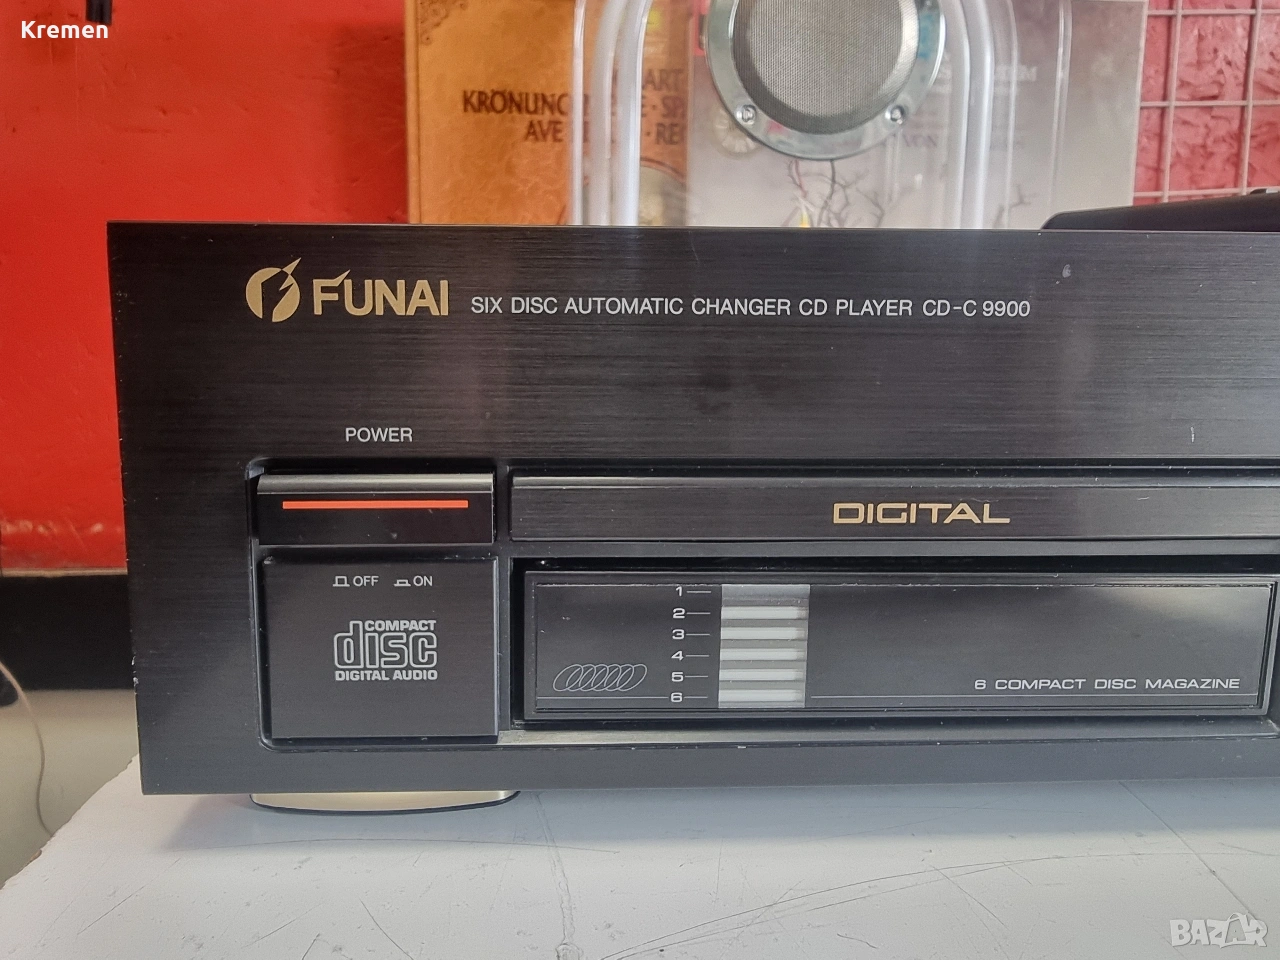 Kremen
KRÖNUNG
AVE
FUNAI SIX DISC AUTOMATIC CHANGER CD PLAYER CD-C 9900
POWER
DIGITAL
OFF ON
COMPACT
disc
DIGITAL AUDIO
1
2
3
4
5
6
6 COMPACT DISC MAGAZINE
BAZAR